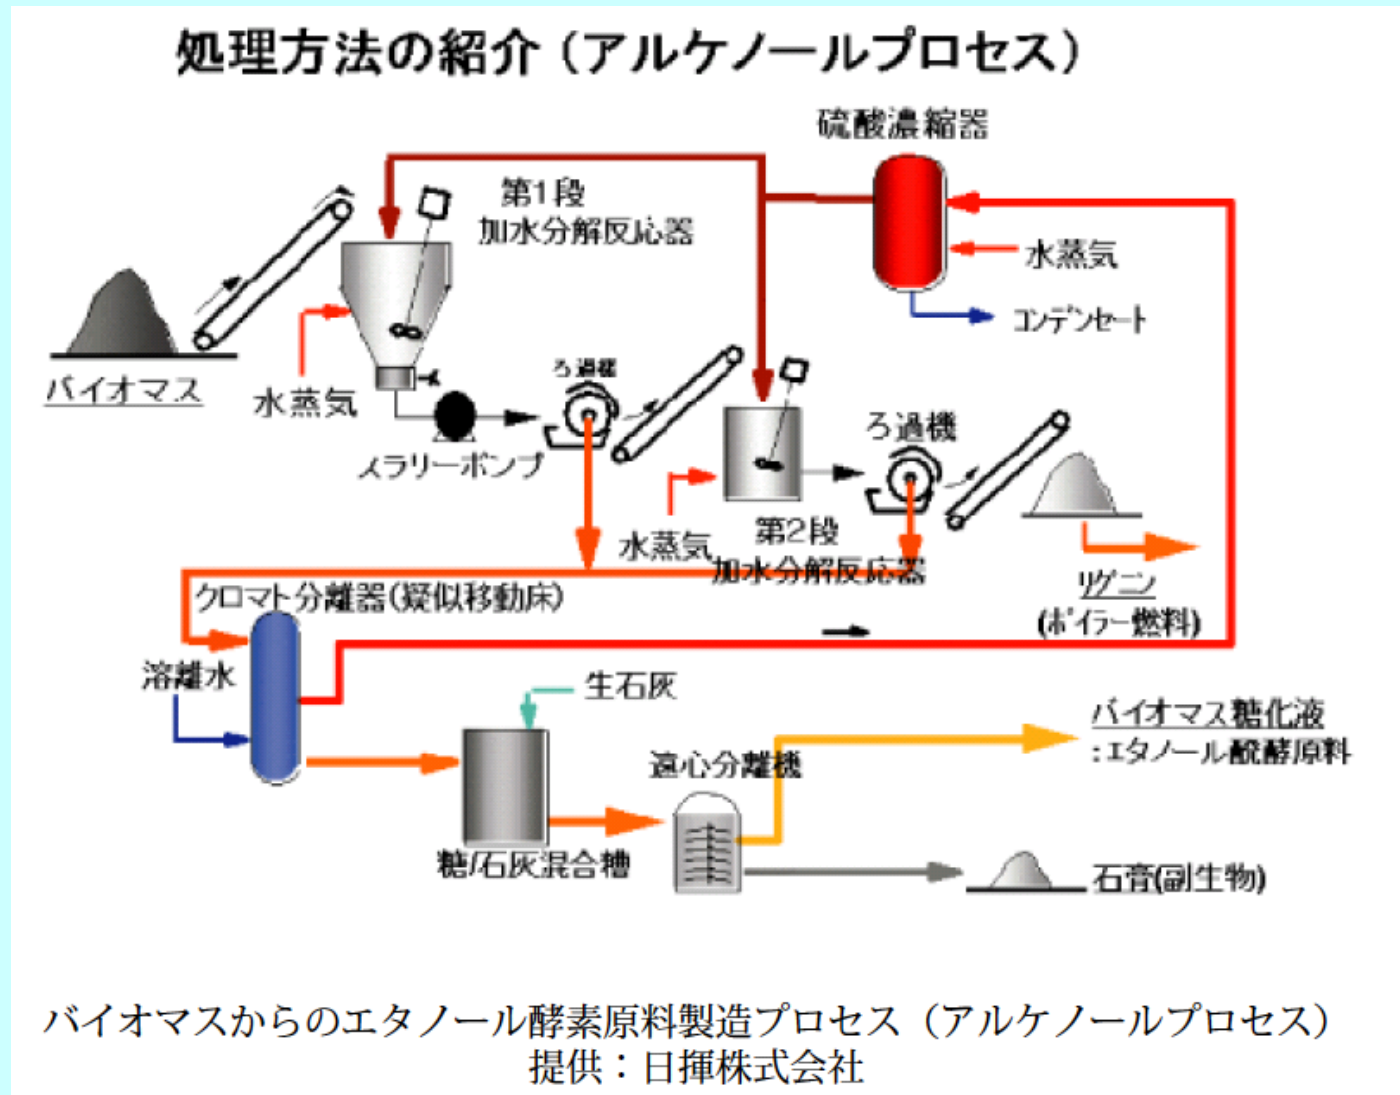 処理方法の紹介（アルケノールプロセス）
硫酸濃縮器
第1段
加水分解反応器
水蒸気
コンデンセート
バイオマス
水蒸気
ろ過機
スラリーポンプ
ろ過機
水蒸気
第2段
加水分解反応器
リグニン
(ボイラー燃料)
クロマト分離器(疑似移動床)
溶離水
生石灰
バイオマス糖化液
:エタノール醗酵原料
遠心分離機
糖/石灰混合槽
石膏(副生物)
バイオマスからのエタノール酵素原料製造プロセス（アルケノールプロセス）
提供：日揮株式会社